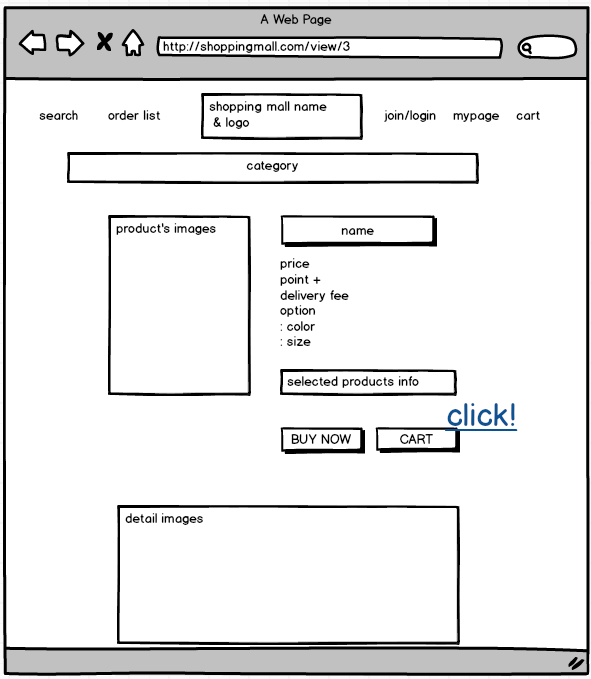 A Web Page
http://shoppingmall.com/view/3
search
order list
shopping mall name
& logo
join/login
mypage
cart
category
product's images
name
price
point +
delivery fee
option
: color
: size
selected products info
click!
BUY NOW
CART
detail images